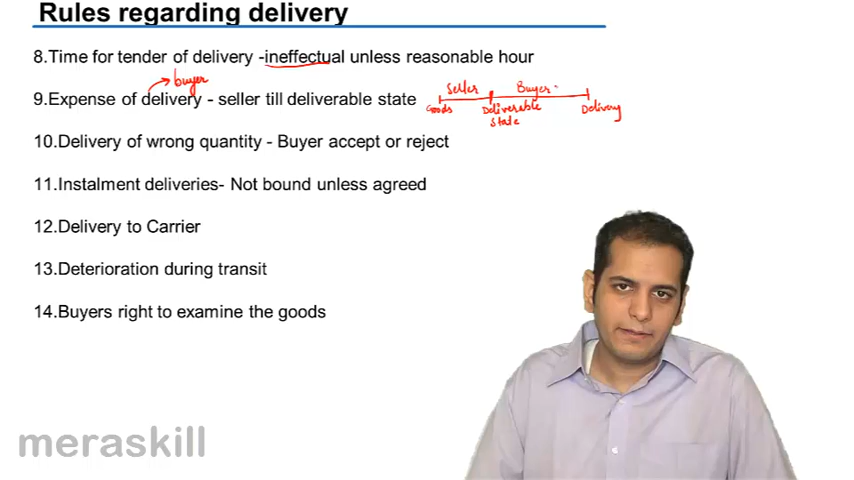 Rules regarding delivery
8.Time for tender of delivery -ineffectual unless reasonable hour
buyer
9.Expense of delivery - seller till deliverable state
Seller Buyer
Goods Deliverable State Delivery
10.Delivery of wrong quantity - Buyer accept or reject
11.Instalment deliveries- Not bound unless agreed
12.Delivery to Carrier
13.Deterioration during transit
14.Buyers right to examine the goods
meraskill